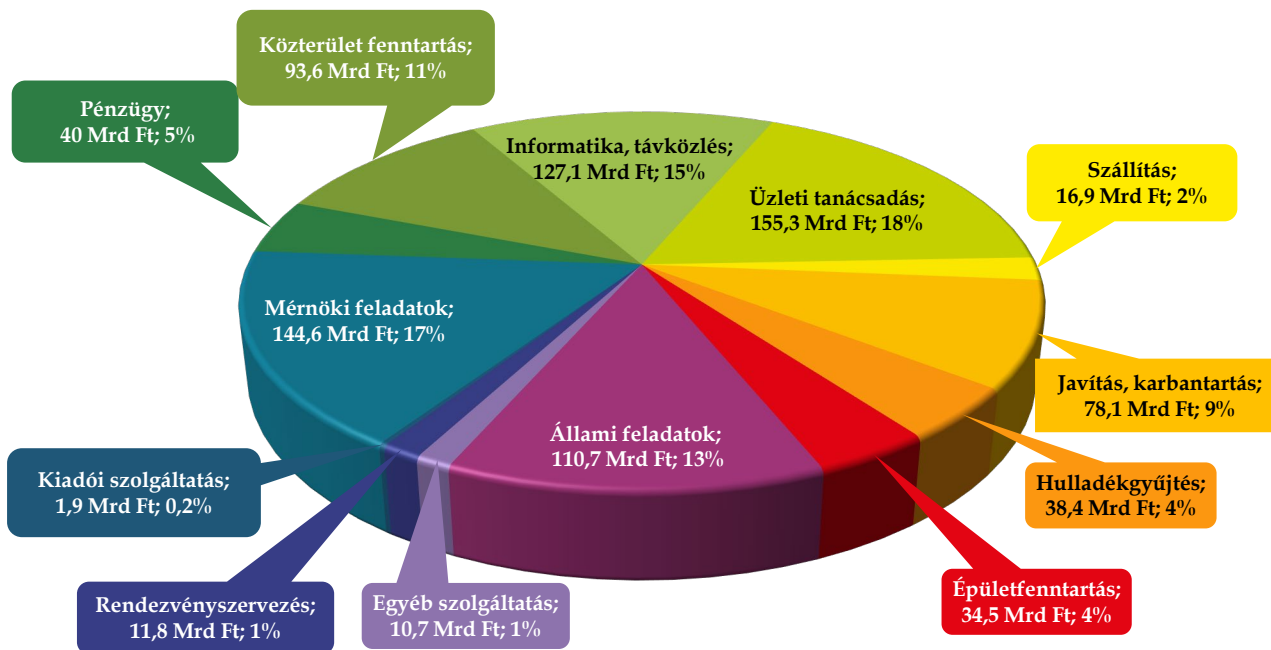 Közterület fenntartás;
93,6 Mrd Ft; 11%
Pénzügy;
40 Mrd Ft; 5%
Informatika, távközlés;
127,1 Mrd Ft; 15%
Üzleti tanácsadás;
155,3 Mrd Ft; 18%
Szállítás;
16,9 Mrd Ft; 2%
Mérnöki feladatok;
144,6 Mrd Ft; 17%
Javítás, karbantartás;
78,1 Mrd Ft; 9%
Állami feladatok;
110,7 Mrd Ft; 13%
Kiadói szolgáltatás;
1,9 Mrd Ft; 0,2%
Hulladékgyűjtés;
38,4 Mrd Ft; 4%
Rendezvényszervezés;
11,8 Mrd Ft; 1%
Egyéb szolgáltatás;
10,7 Mrd Ft; 1%
Épületfenntartás;
34,5 Mrd Ft; 4%